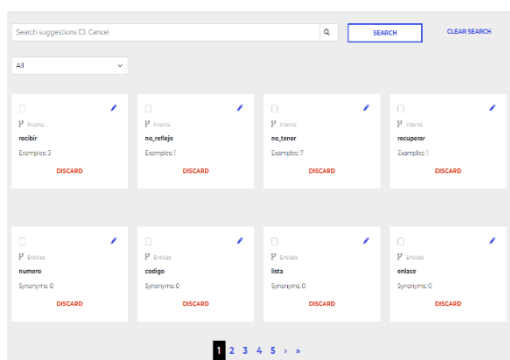 Search suggestions. EJ. Cancel
SEARCH
CLEAR SEARCH
All
Intents
recibir
Examples: 3
DISCARD
Intents
no_reflejo
Examples: 1
DISCARD
Intents
no_tener
Examples: 7
DISCARD
Intents
recuperar
Examples: 1
DISCARD
Entities
numero
Synonyms: 0
DISCARD
Entities
codigo
Synonyms: 0
DISCARD
Entities
lista
Synonyms: 0
DISCARD
Entities
enlace
Synonyms: 0
DISCARD
1 2 3 4 5 › »